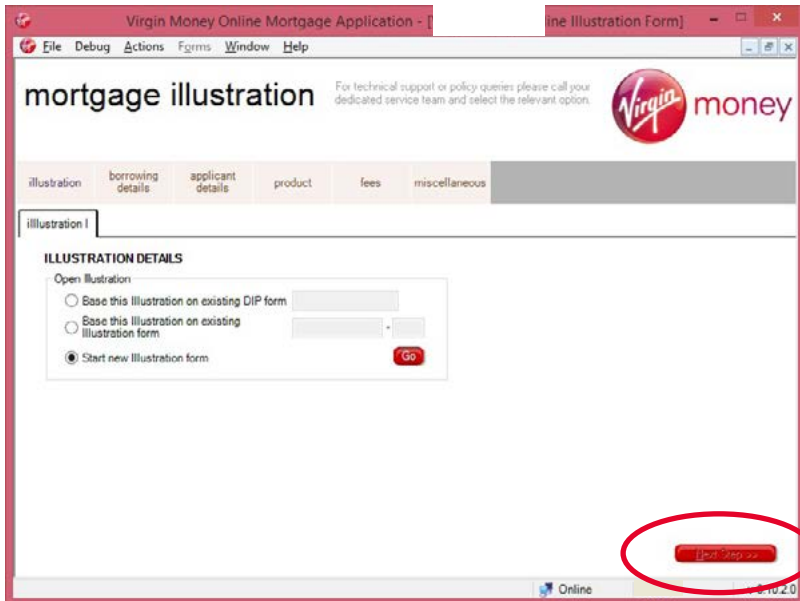 Virgin Money Online Mortgage Application - [ ine Illustration Form]
File Debug Actions Forms Window Help
mortgage illustration
For technical support or policy queries please call your
dedicated service team and select the relevant option.
Virgin money
illustration
borrowing
details
applicant
details
product
fees
miscellaneous
illlustration I
ILLUSTRATION DETAILS
Open Illustration
Base this Illustration on existing DIP form
Base this Illustration on existing
Illustration form
-
Start new Illustration form
Go
Next Step >>
Online